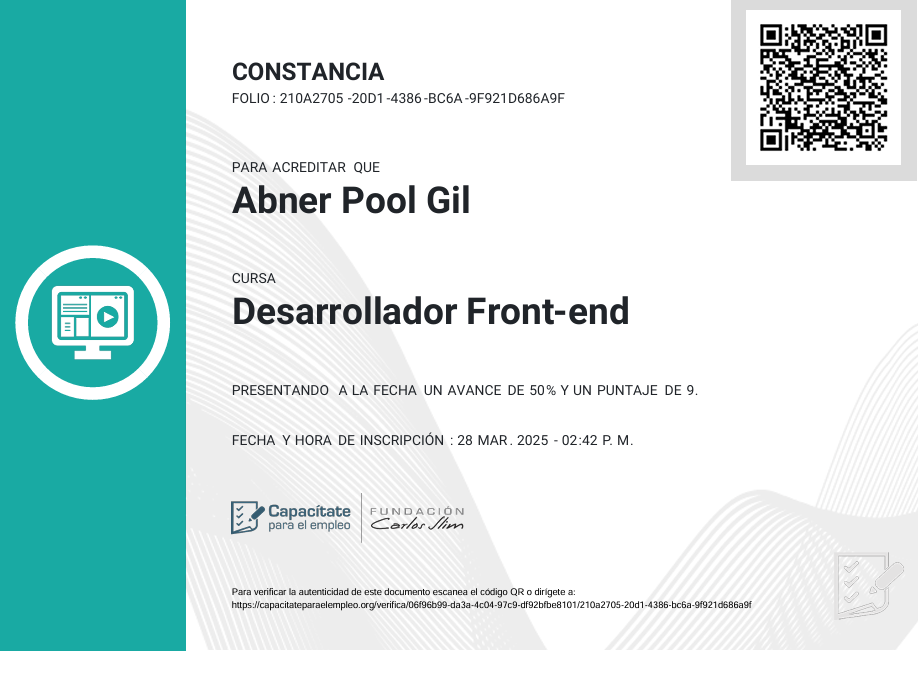 CONSTANCIA
FOLIO : 210A2705 -20D1 -4386 -BC6A -9F921D686A9F
PARA ACREDITAR QUE
Abner Pool Gil
CURSA
Desarrollador Front-end
PRESENTANDO A LA FECHA UN AVANCE DE 50% Y UN PUNTAJE DE 9.
FECHA Y HORA DE INSCRIPCIÓN : 28 MAR. 2025 - 02:42 P. M.
Capacítate
para el empleo
FUNDACIÓN
Carlos Slim
Para verificar la autenticidad de este documento escanea el código QR o dirígete a:
https://capacitateparaelempleo.org/verifica/06f96b99-da3a-4c04-97c9-df92bfbe8101/210a2705-20d1-4386-bc6a-9f921d686a9f